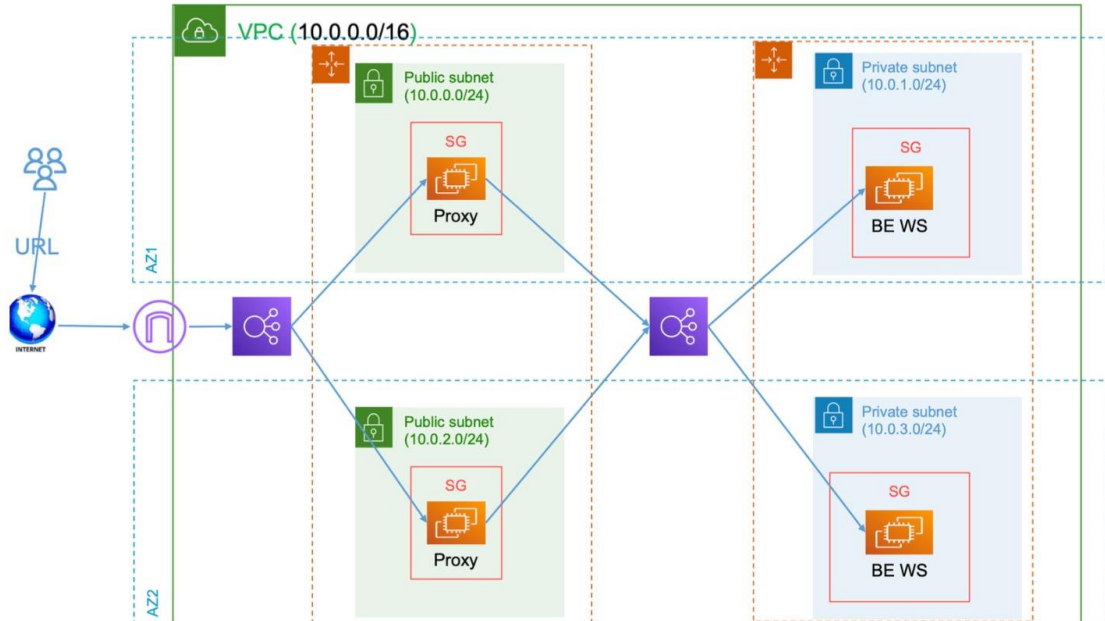 VPC (10.0.0.0/16)
Public subnet
(10.0.0.0/24)
SG
Proxy
Private subnet
(10.0.1.0/24)
SG
BE WS
URL
INTERNET
AZ1
Public subnet
(10.0.2.0/24)
SG
Proxy
Private subnet
(10.0.3.0/24)
SG
BE WS
AZ2